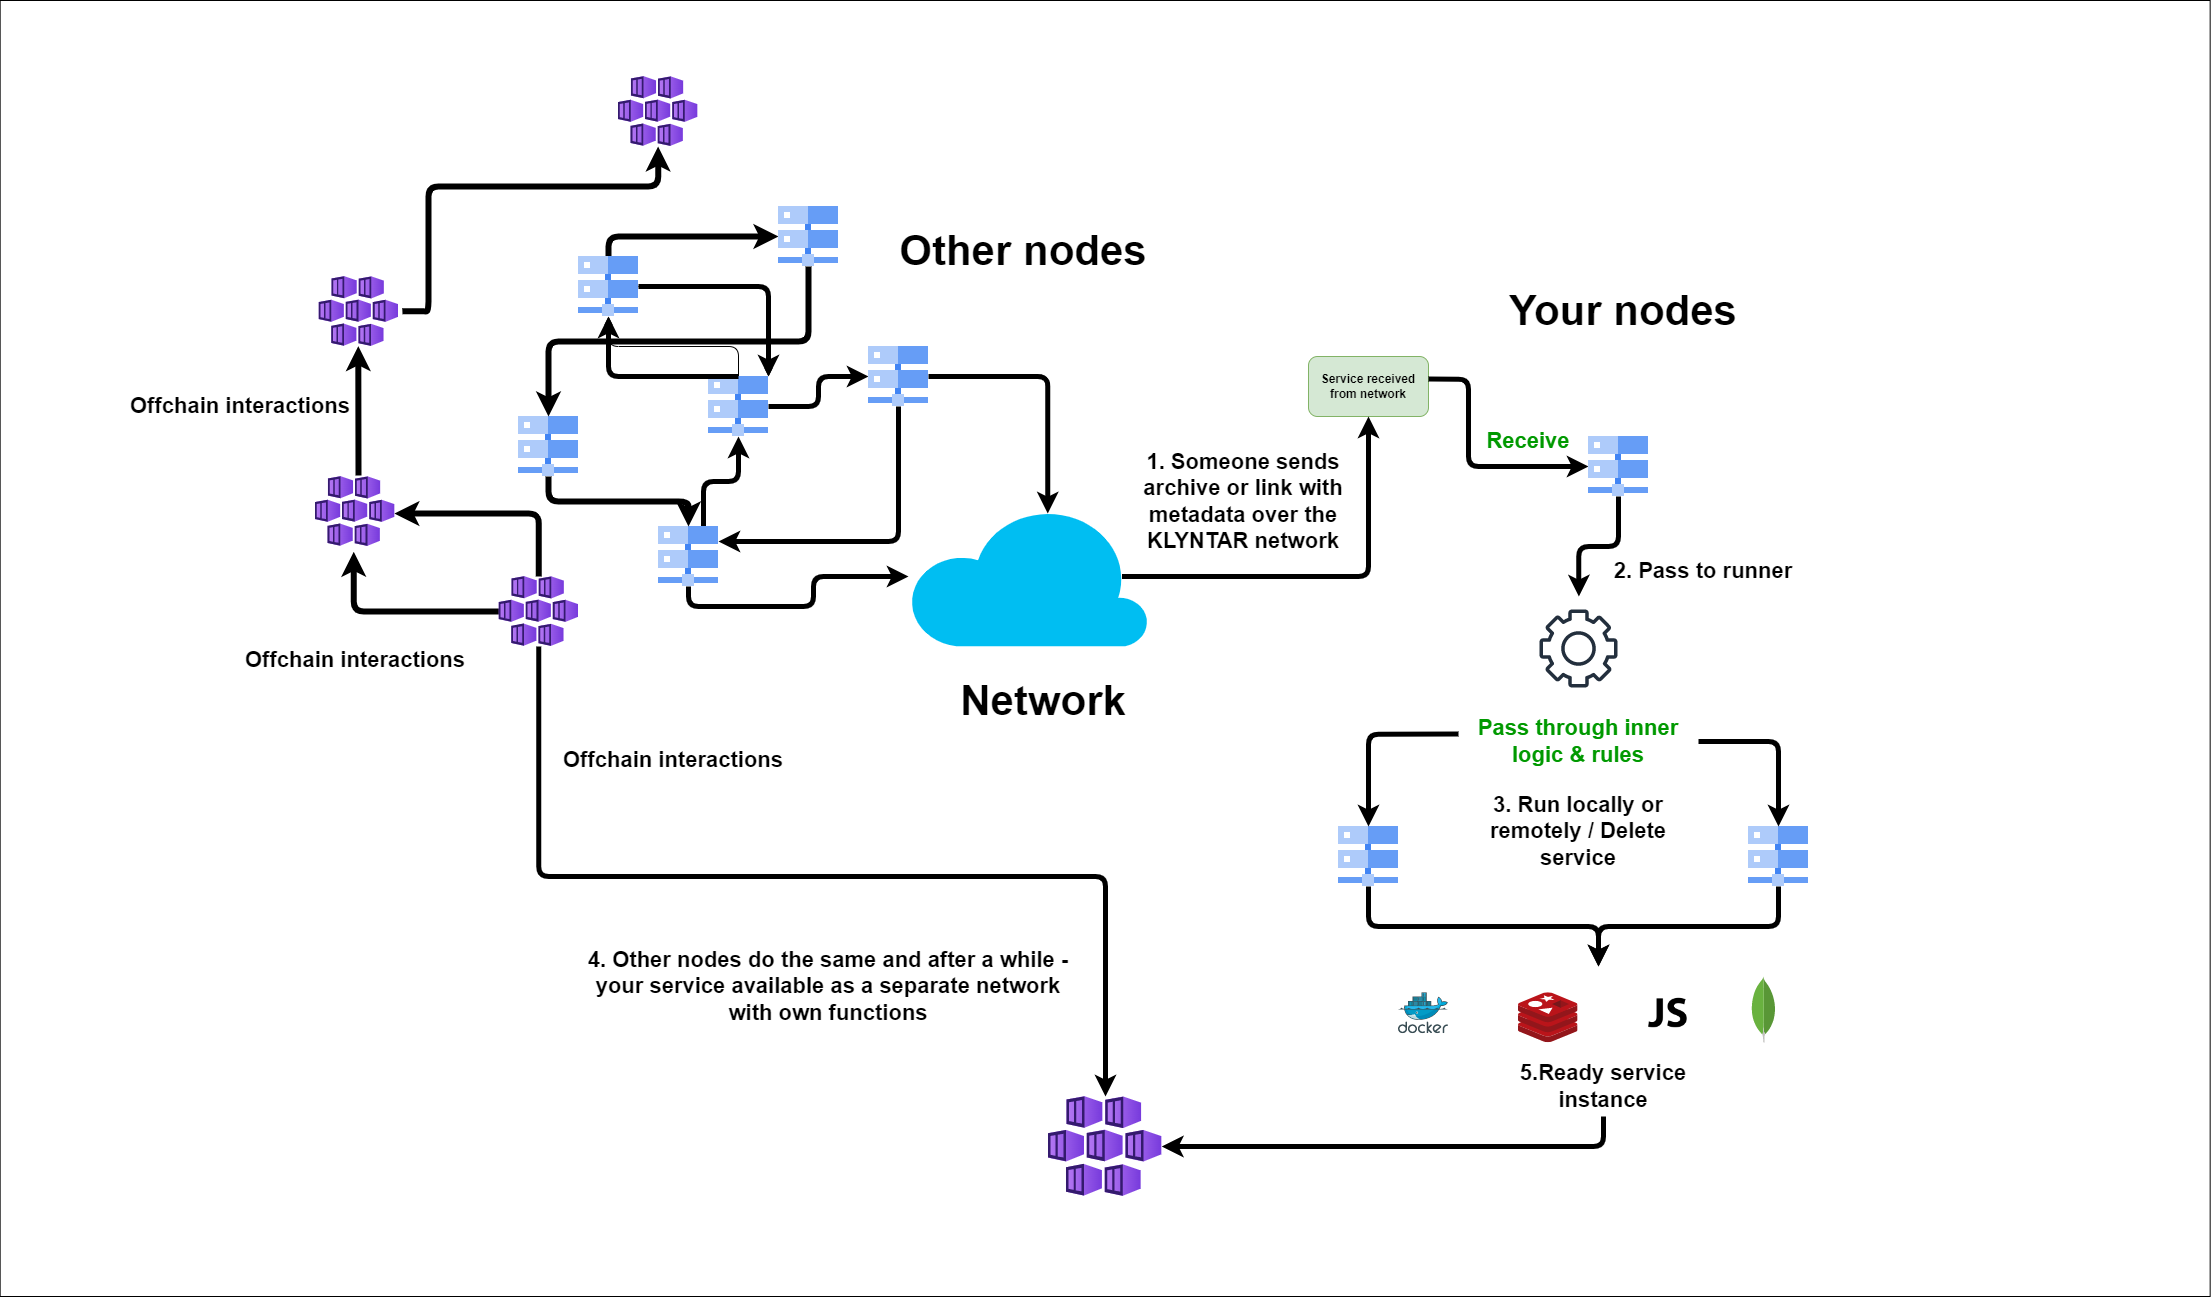 Other nodes
Your nodes
Service received
from network
Receive
Offchain interactions
1. Someone sends
archive or link with
metadata over the
KLYNTAR network
2. Pass to runner
Offchain interactions
Network
Pass through inner
logic & rules
Offchain interactions
3. Run locally or
remotely / Delete
service
4. Other nodes do the same and after a while -
your service available as a separate network
with own functions
docker
JS
5.Ready service
instance